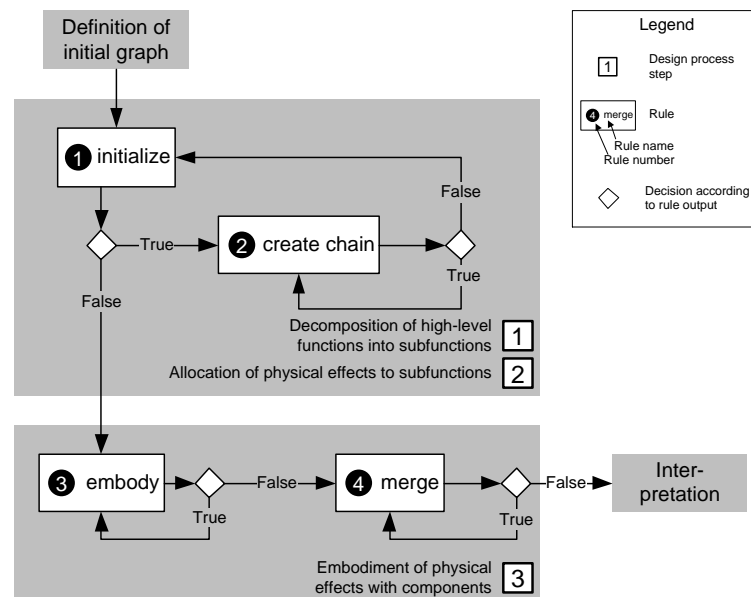 Definition of
initial graph
1 initialize
False
True
2 create chain
True
False
Decomposition of high-level
functions into subfunctions
1
Allocation of physical effects to subfunctions
2
3 embody
False
True
4 merge
False
True
Inter-
pretation
Embodiment of physical
effects with components
3
Legend
1
Design process
step
4 merge
Rule
Rule name
Rule number
Decision according
to rule output